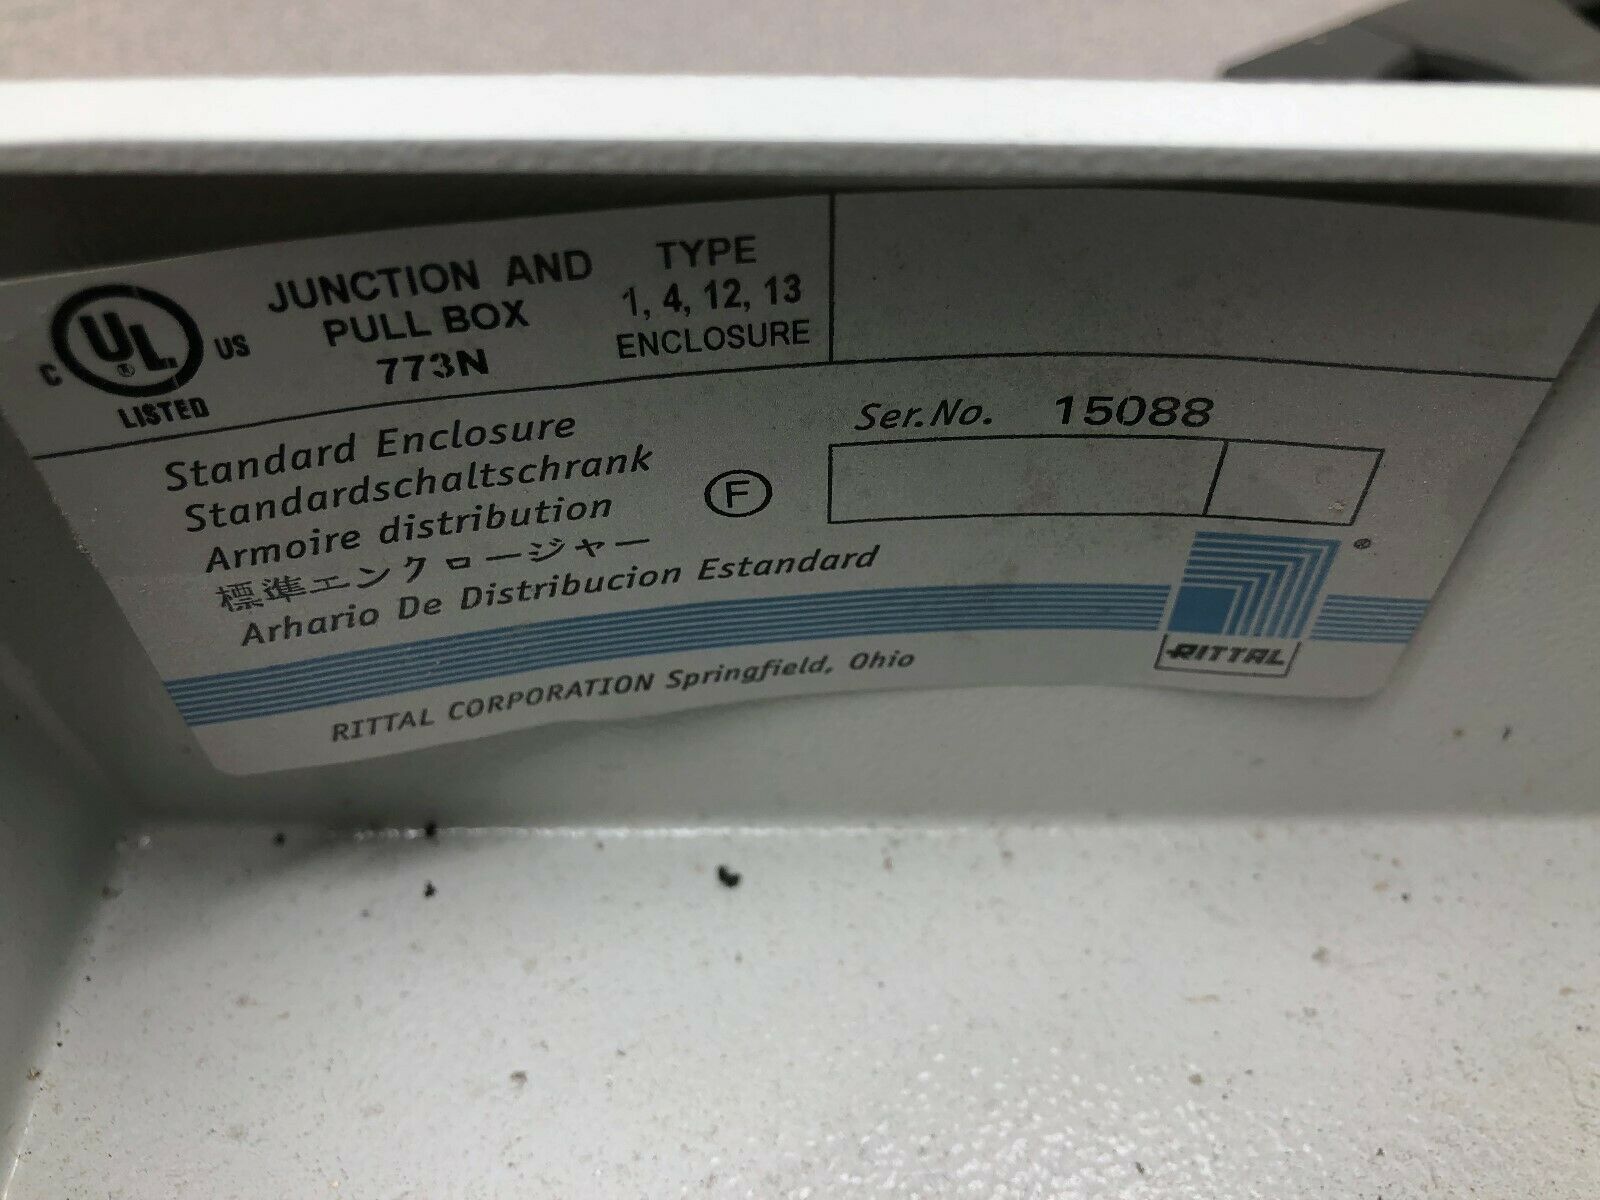 C UL ® US
LISTED
JUNCTION AND
PULL BOX
773N
TYPE
1, 4, 12, 13
ENCLOSURE
Standard Enclosure
Standardschaltschrank
Armoire distribution
標準エンクロージャー
Arhario De Distribucion Estandard
F
Ser.No. 15088
®
RITTAL
RITTAL CORPORATION Springfield, Ohio